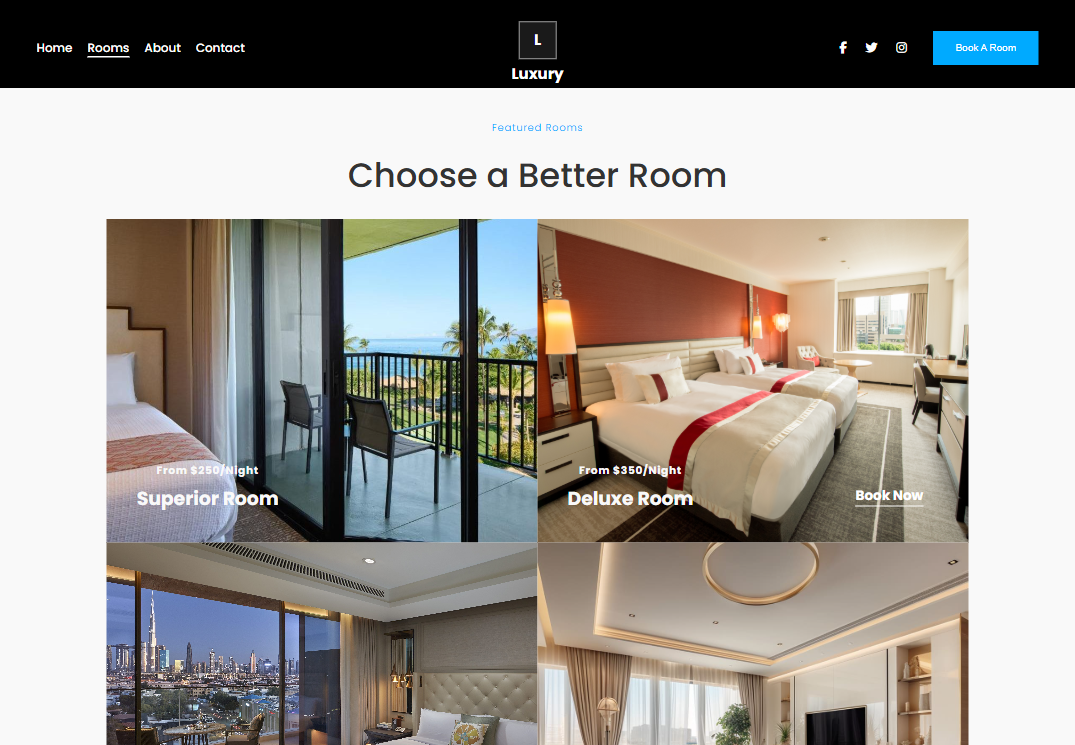 Home Rooms About Contact
L
Luxury
Book A Room
Featured Rooms
Choose a Better Room
From $250/Night
Superior Room
From $350/Night
Deluxe Room
Book Now